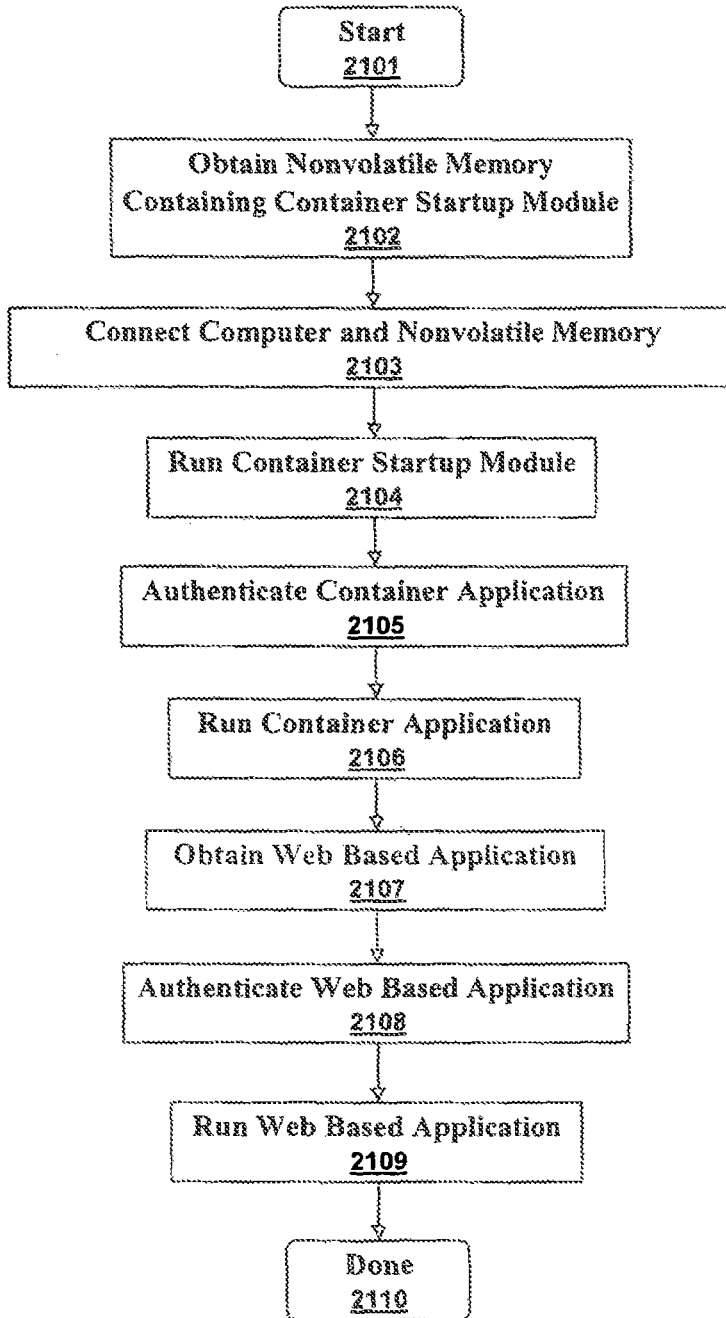 Start
2101
Obtain Nonvolatile Memory
Containing Container Startup Module
2102
Connect Computer and Nonvolatile Memory
2103
Run Container Startup Module
2104
Authenticate Container Application
2105
Run Container Application
2106
Obtain Web Based Application
2107
Authenticate Web Based Application
2108
Run Web Based Application
2109
Done
2110